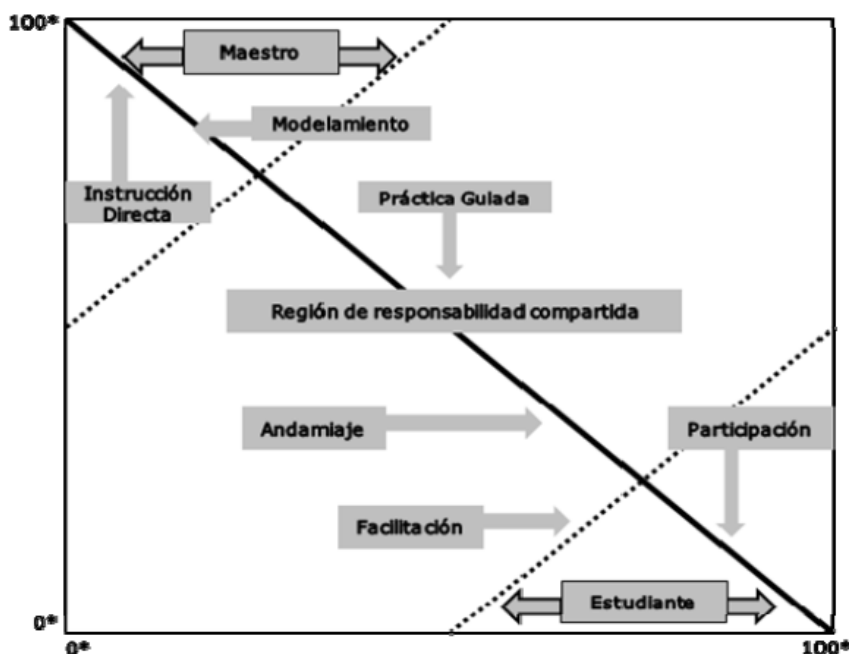 100*
Maestro
Modelamiento
Instrucción
Directa
Práctica Guiada
Región de responsabilidad compartida
Andamiaje
Participación
Facilitación
Estudiante
0*
0*
100*